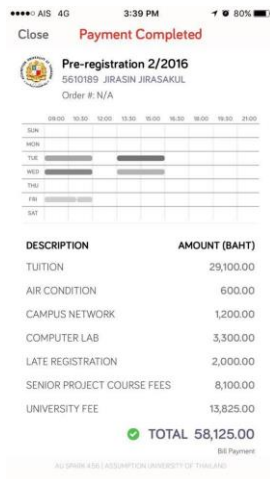 AIS 4G 3:39 PM 80%
Close Payment Completed
Pre-registration 2/2016
5610189 JIRASIN JIRASAKUL
Order #: N/A
09:00 10:30 12:00 13:30 15:00 16:30 18:00 19:30 21:00
SUN
MON
TUE
WED
THU
FRI
SAT
DESCRIPTION AMOUNT (BAHT)
TUITION 29,100.00
AIR CONDITION 600.00
CAMPUS NETWORK 1,200.00
COMPUTER LAB 3,300.00
LATE REGISTRATION 2,000.00
SENIOR PROJECT COURSE FEES 8,100.00
UNIVERSITY FEE 13,825.00
TOTAL 58,125.00
Bill Payment
AU SPARK ASE | ASSUMPTION UNIVERSITY OF THAILAND